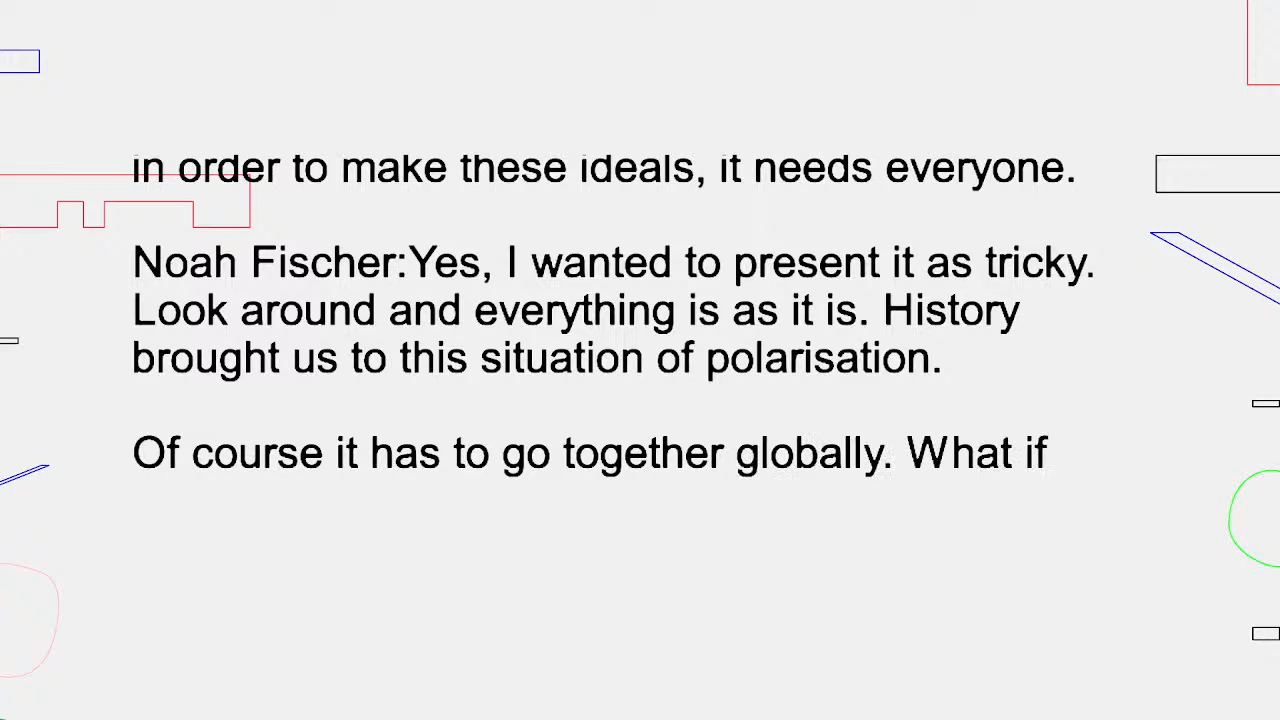 in order to make these ideals, it needs everyone.
Noah Fischer:Yes, I wanted to present it as tricky.
Look around and everything is as it is. History
brought us to this situation of polarisation.
Of course it has to go together globally. What if